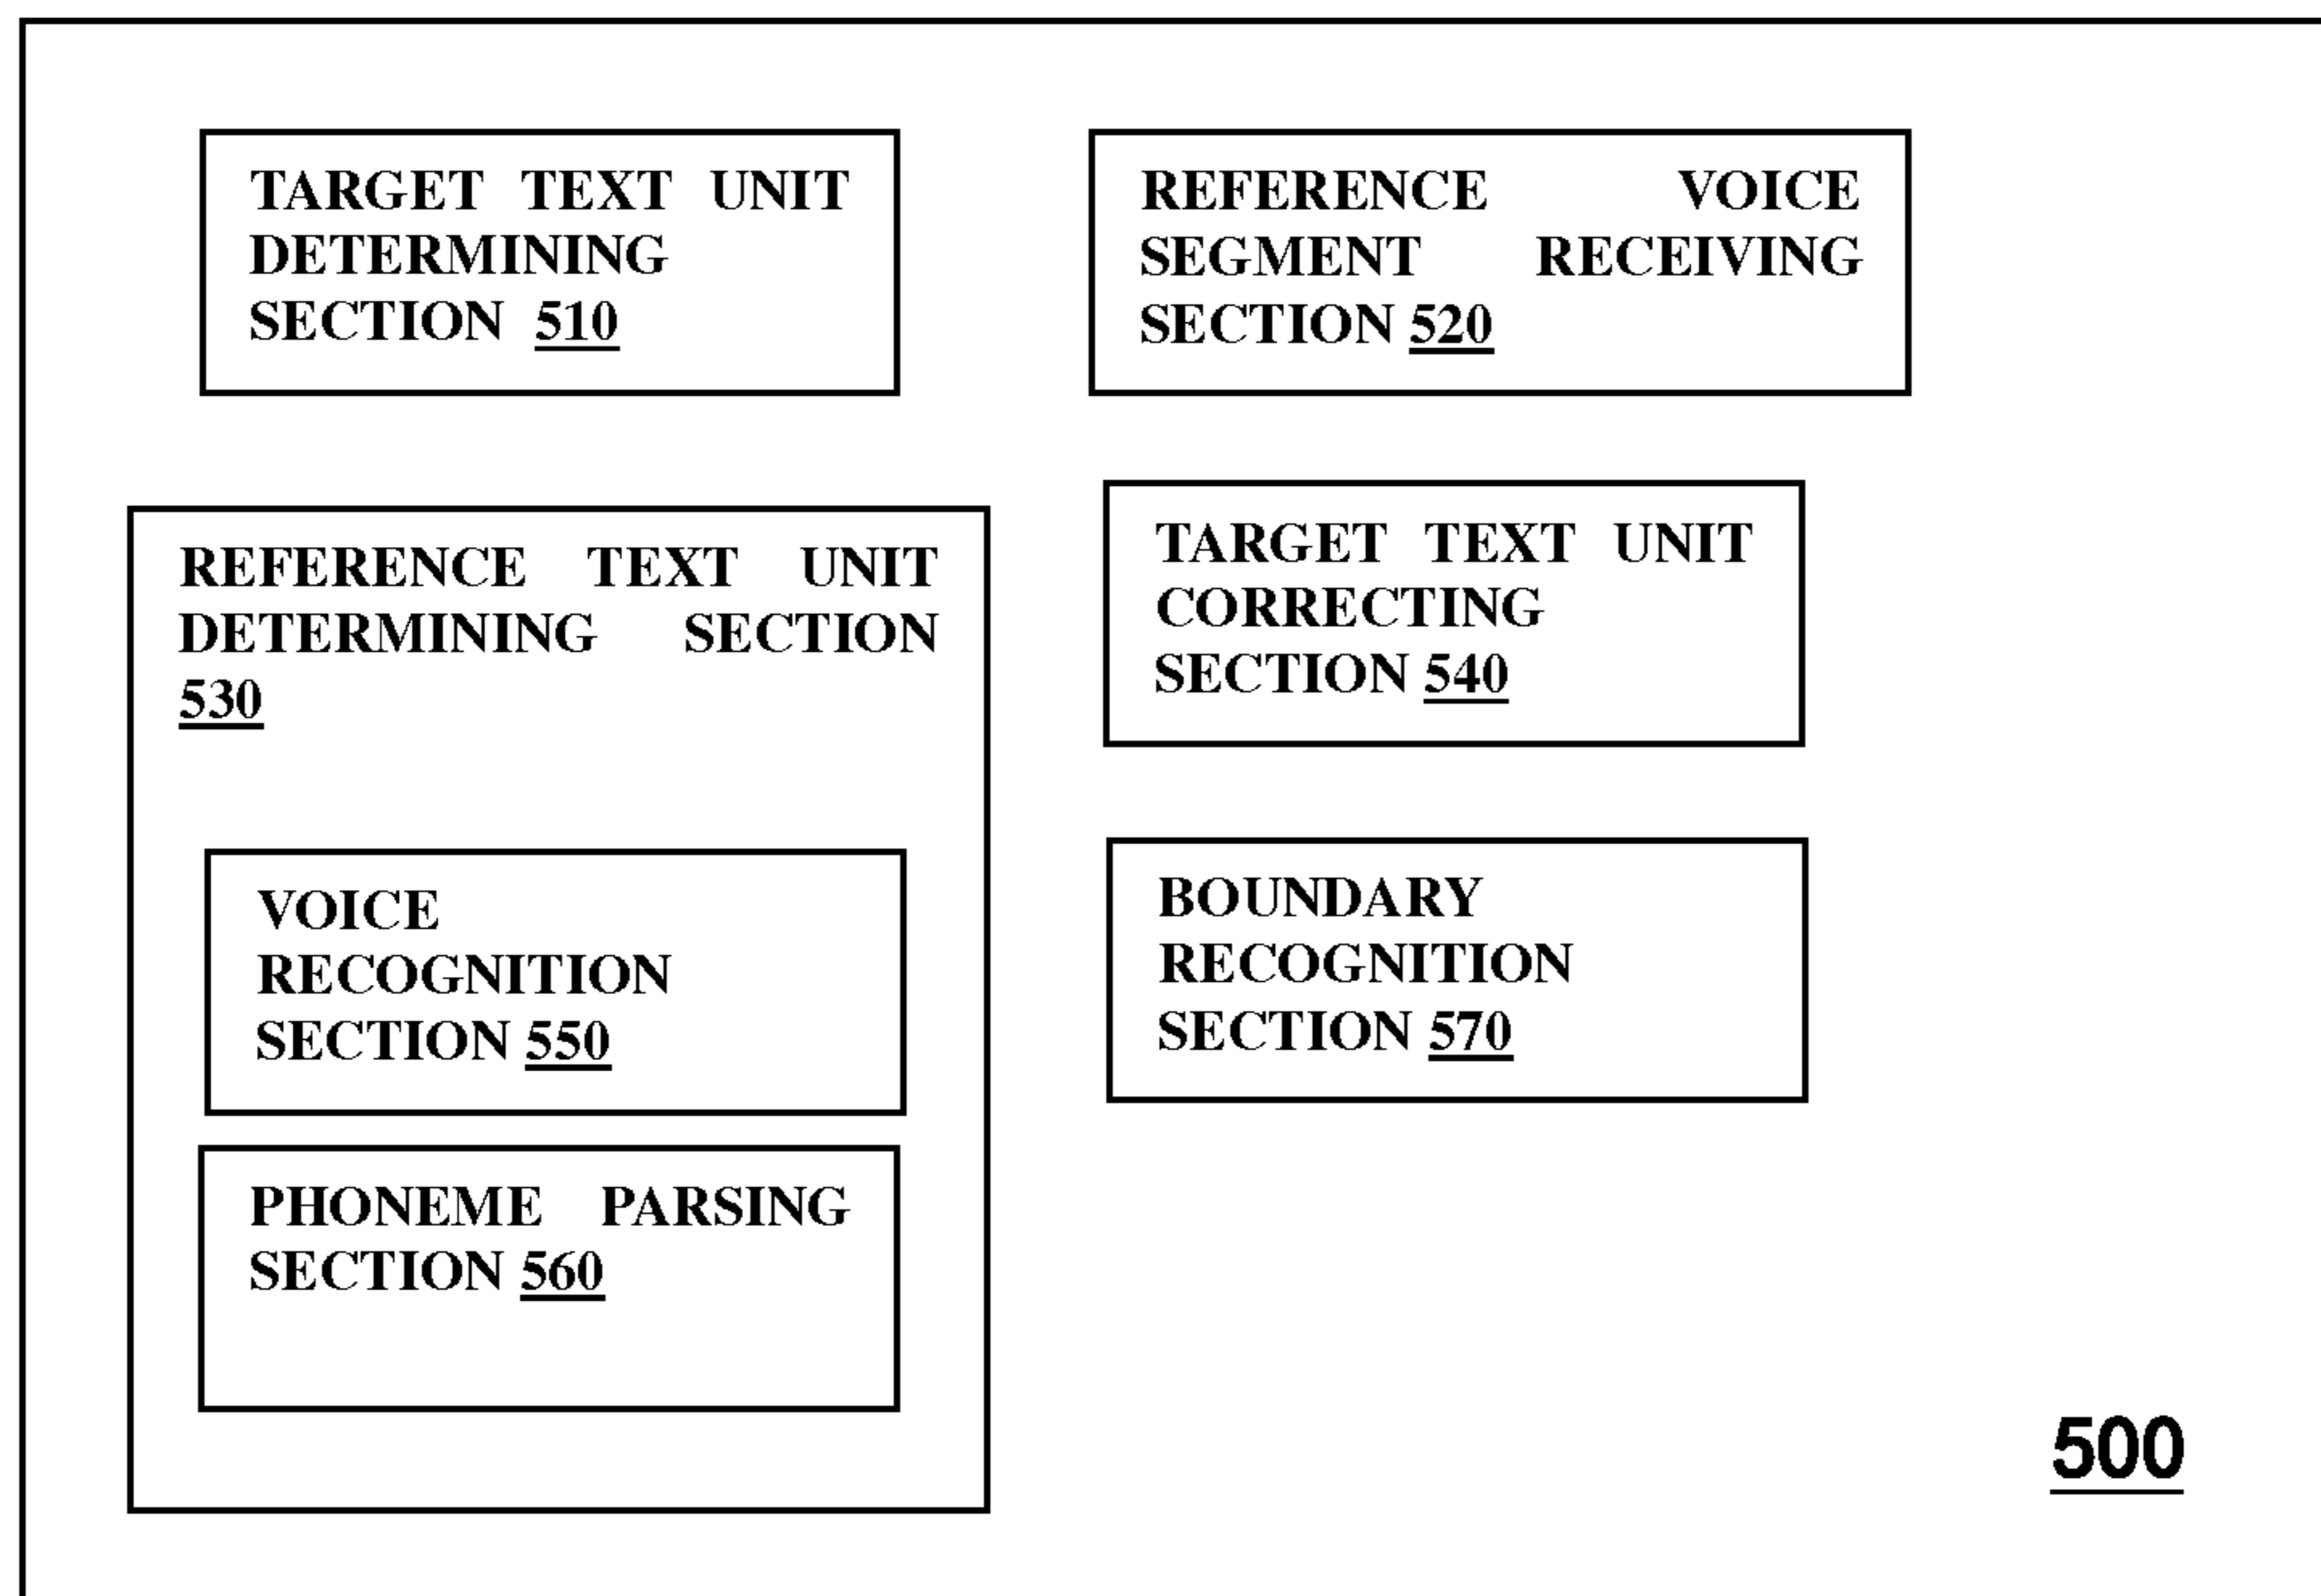 TARGET TEXT UNIT
DETERMINING
SECTION 510
REFERENCE VOICE
SEGMENT RECEIVING
SECTION 520
REFERENCE TEXT UNIT
DETERMINING SECTION
530
TARGET TEXT UNIT
CORRECTING
SECTION 540
VOICE
RECOGNITION
SECTION 550
BOUNDARY
RECOGNITION
SECTION 570
PHONEME PARSING
SECTION 560
500